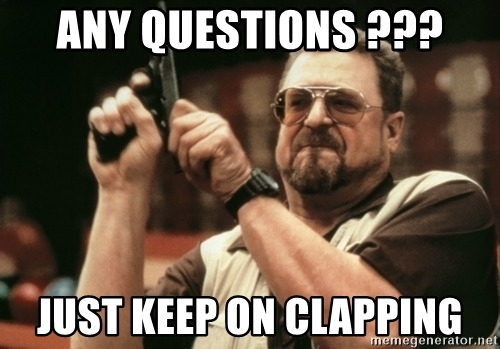 ANY QUESTIONS ???
JUST KEEP ON CLAPPING
memegenerator.net